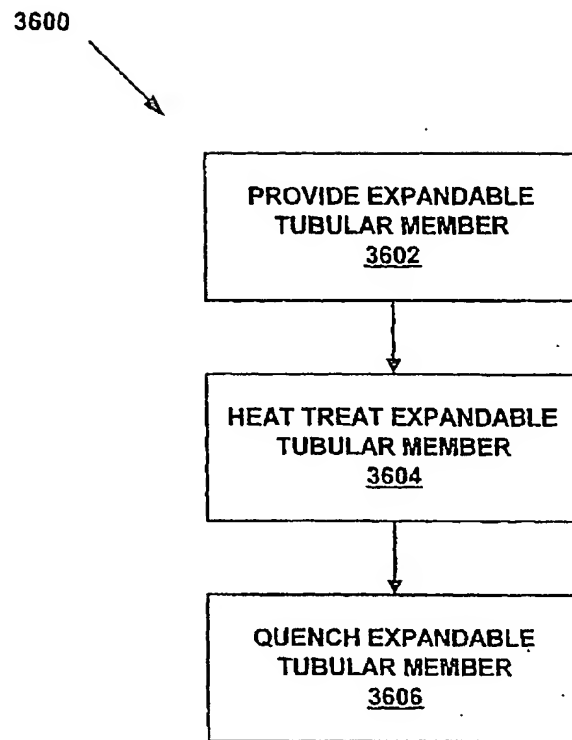 3600
PROVIDE EXPANDABLE
TUBULAR MEMBER
3602
HEAT TREAT EXPANDABLE
TUBULAR MEMBER
3604
QUENCH EXPANDABLE
TUBULAR MEMBER
3606